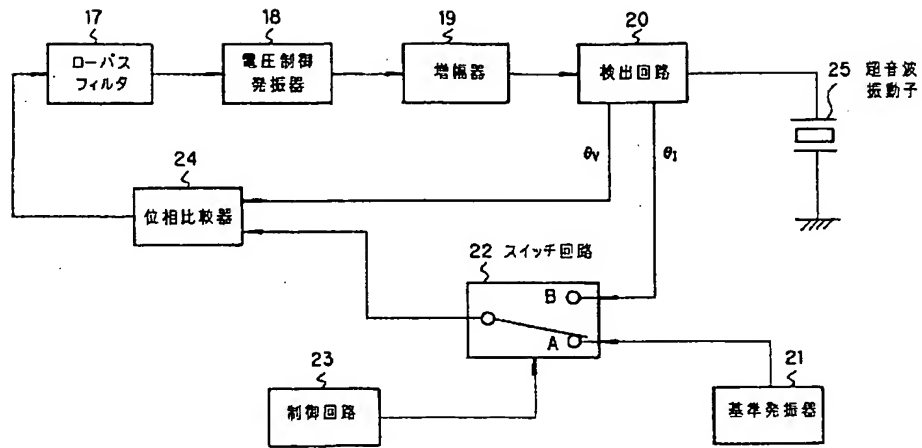 17
ローパス
フィルタ
18
電圧制御
発振器
19
増幅器
20
検出回路
25 超音波
振動子
θV
θI
24
位相比較器
22 スイッチ回路
B
A
23
制御回路
21
基準発振器